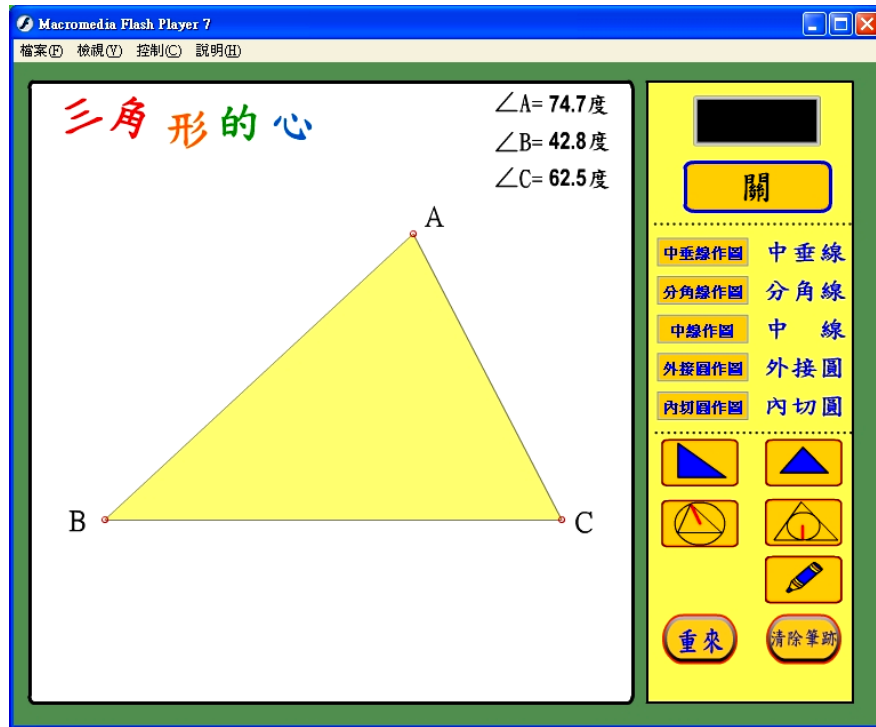 Macromedia Flash Player 7
檔案(F) 檢視(V) 控制(C) 說明(H)
三角形的心
∠A= 74.7度
∠B= 42.8度
∠C= 62.5度
A
B
C
關
中垂線作圖 中垂線
分角線作圖 分角線
中線作圖 中 線
外接圓作圖 外接圓
內切圓作圖 內切圓
重來 清除筆跡